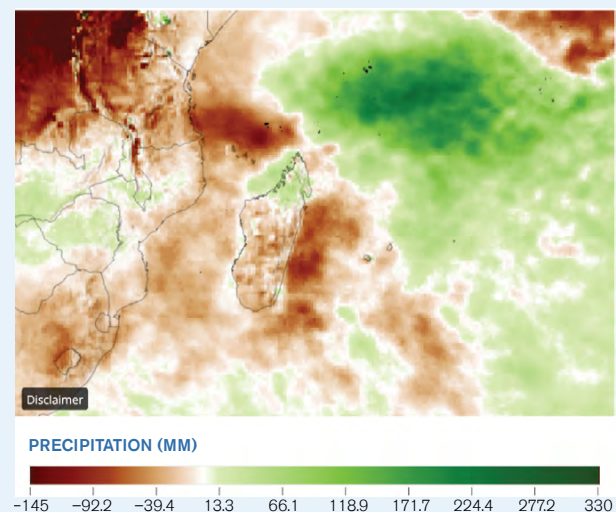 Disclaimer
PRECIPITATION (MM)
−145 −92.2 −39.4 13.3 66.1 118.9 171.7 224.4 277.2 330